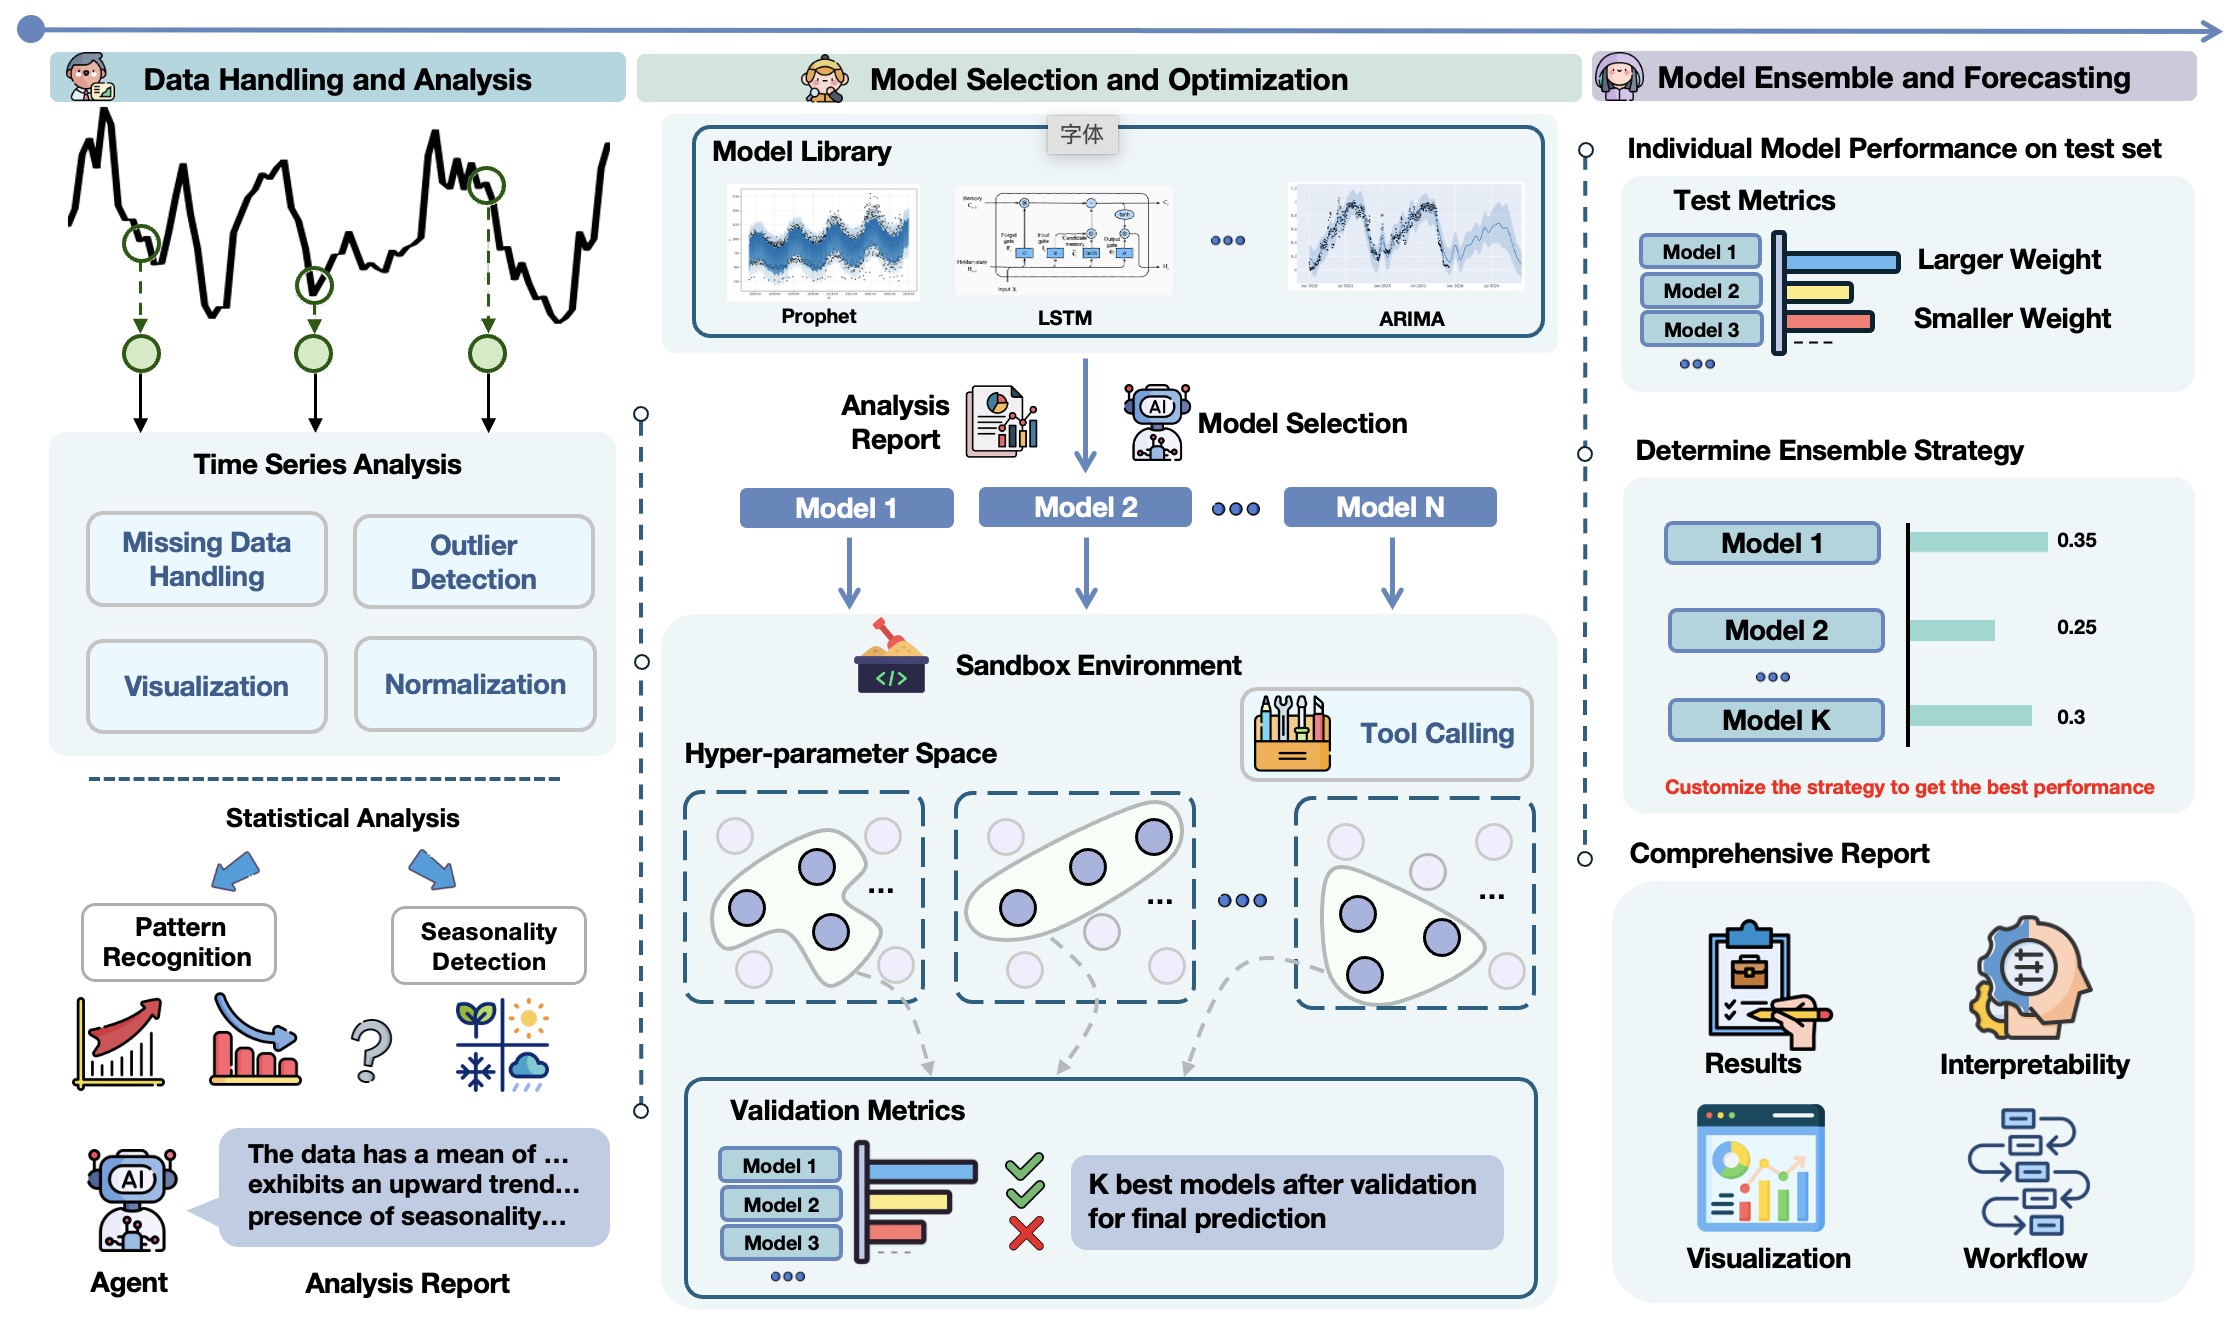 Data Handling and Analysis
Model Selection and Optimization
Model Ensemble and Forecasting
Time Series Analysis
Missing Data
Handling
Outlier
Detection
Visualization
Normalization
Statistical Analysis
Pattern
Recognition
Seasonality
Detection
?
AI
The data has a mean of ...
exhibits an upward trend...
presence of seasonality...
Agent
Analysis Report
字体
Model Library
Prophet
LSTM
ARIMA
Analysis
Report
AI
Model Selection
Model 1
Model 2
Model N
</>
Sandbox Environment
Tool Calling
Hyper-parameter Space
...
...
...
Validation Metrics
Model 1
Model 2
Model 3
K best models after validation
for final prediction
Individual Model Performance on test set
Test Metrics
Model 1
Model 2
Model 3
Larger Weight
Smaller Weight
Determine Ensemble Strategy
Model 1
0.35
Model 2
0.25
Model K
0.3
Customize the strategy to get the best performance
Comprehensive Report
Results
Interpretability
Visualization
Workflow